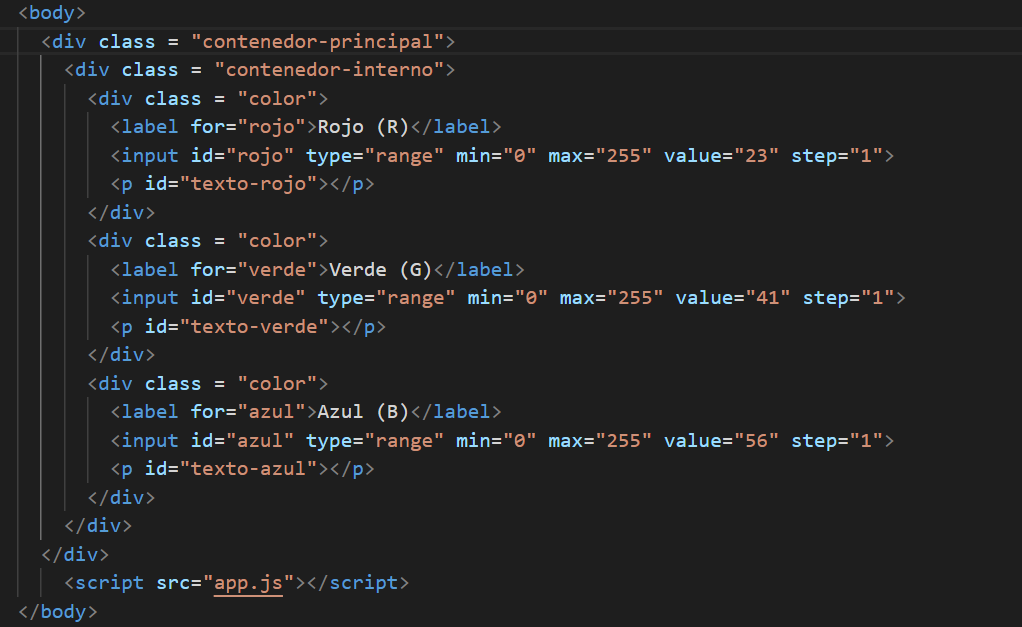 <body>
<div class = "contenedor-principal">
<div class = "contenedor-interno">
<div class = "color">
<label for="rojo">Rojo (R)</label>
<input id="rojo" type="range" min="0" max="255" value="23" step="1">
<p id="texto-rojo"></p>
</div>
<div class = "color">
<label for="verde">Verde (G)</label>
<input id="verde" type="range" min="0" max="255" value="41" step="1">
<p id="texto-verde"></p>
</div>
<div class = "color">
<label for="azul">Azul (B)</label>
<input id="azul" type="range" min="0" max="255" value="56" step="1">
<p id="texto-azul"></p>
</div>
</div>
</div>
<script src="app.js"></script>
</body>